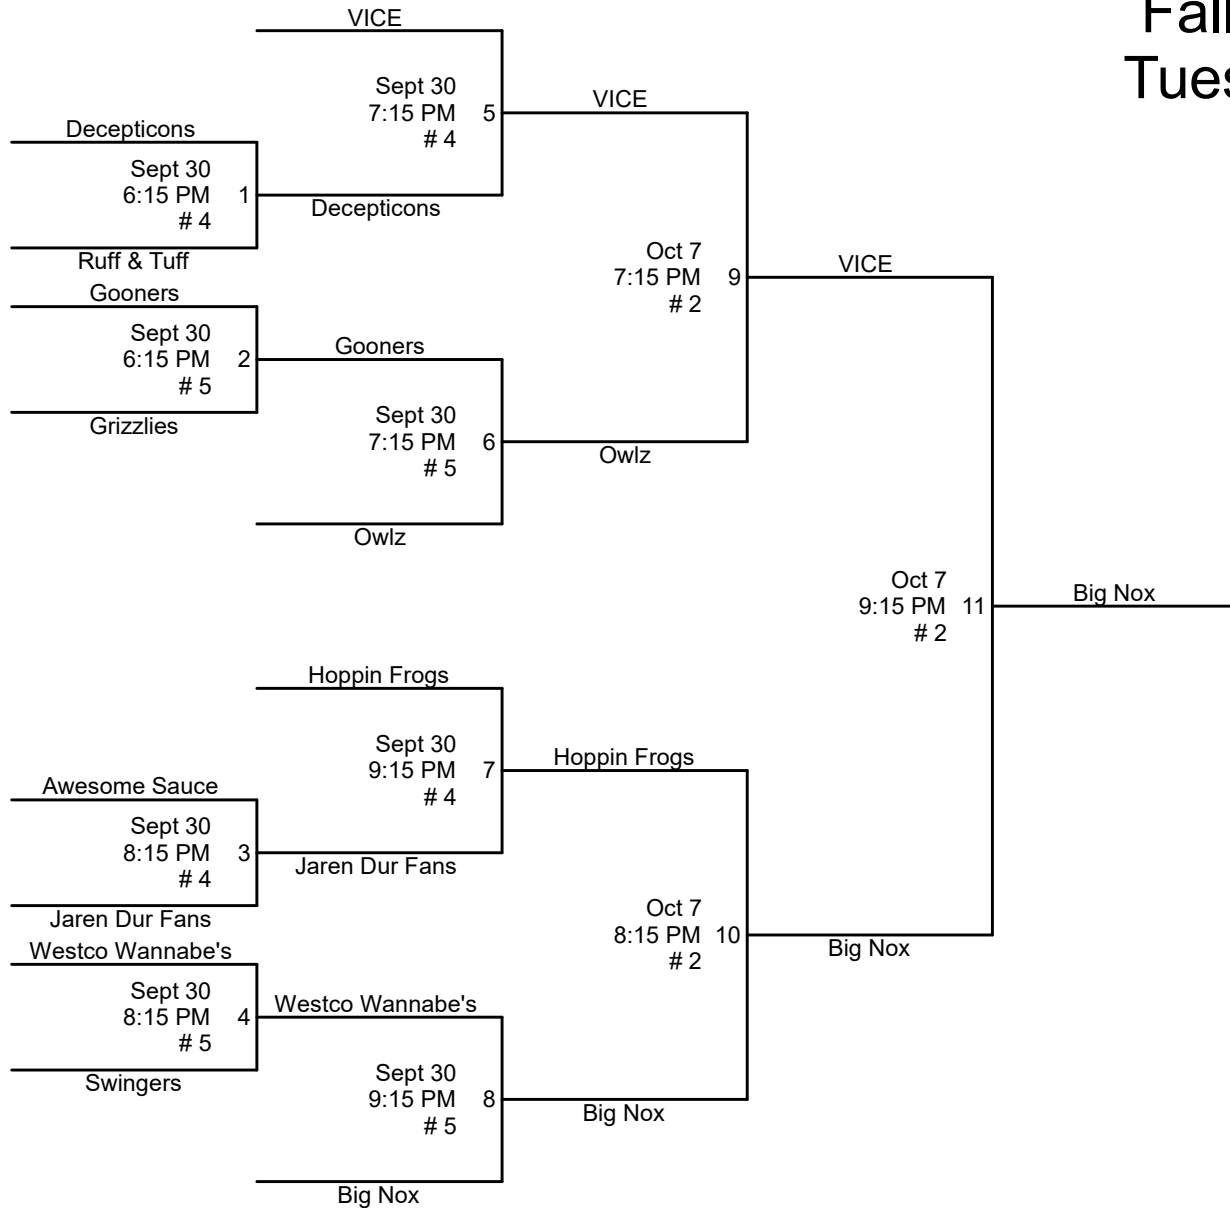 Fall
Tues
VICE
Sept 30
7:15 PM
# 4
5
VICE
Decepticons
Sept 30
6:15 PM
# 4
1
Decepticons
Ruff & Tuff
Gooners
Sept 30
6:15 PM
# 5
2
Gooners
Grizzlies
Sept 30
7:15 PM
# 5
6
Owlz
Owlz
Oct 7
7:15 PM
# 2
9
VICE
Oct 7
9:15 PM
# 2
11
Big Nox
Hoppin Frogs
Sept 30
9:15 PM
# 4
7
Hoppin Frogs
Awesome Sauce
Sept 30
8:15 PM
# 4
3
Jaren Dur Fans
Jaren Dur Fans
Westco Wannabe's
Sept 30
8:15 PM
# 5
4
Westco Wannabe's
Swingers
Sept 30
9:15 PM
# 5
8
Big Nox
Big Nox
Oct 7
8:15 PM
# 2
10
Big Nox